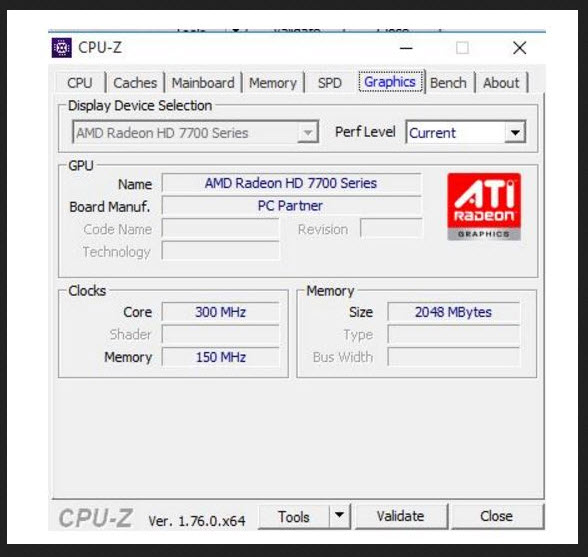 CPU-Z
CPU Caches Mainboard Memory SPD Graphics Bench About
Display Device Selection
AMD Radeon HD 7700 Series Perf Level Current
GPU
Name AMD Radeon HD 7700 Series
Board Manuf. PC Partner
Code Name Revision
Technology
ATI
RADEON
GRAPHICS
Clocks
Core 300 MHz
Shader
Memory 150 MHz
Memory
Size 2048 MBytes
Type
Bus Width
CPU-Z Ver. 1.76.0.x64 Tools Validate Close